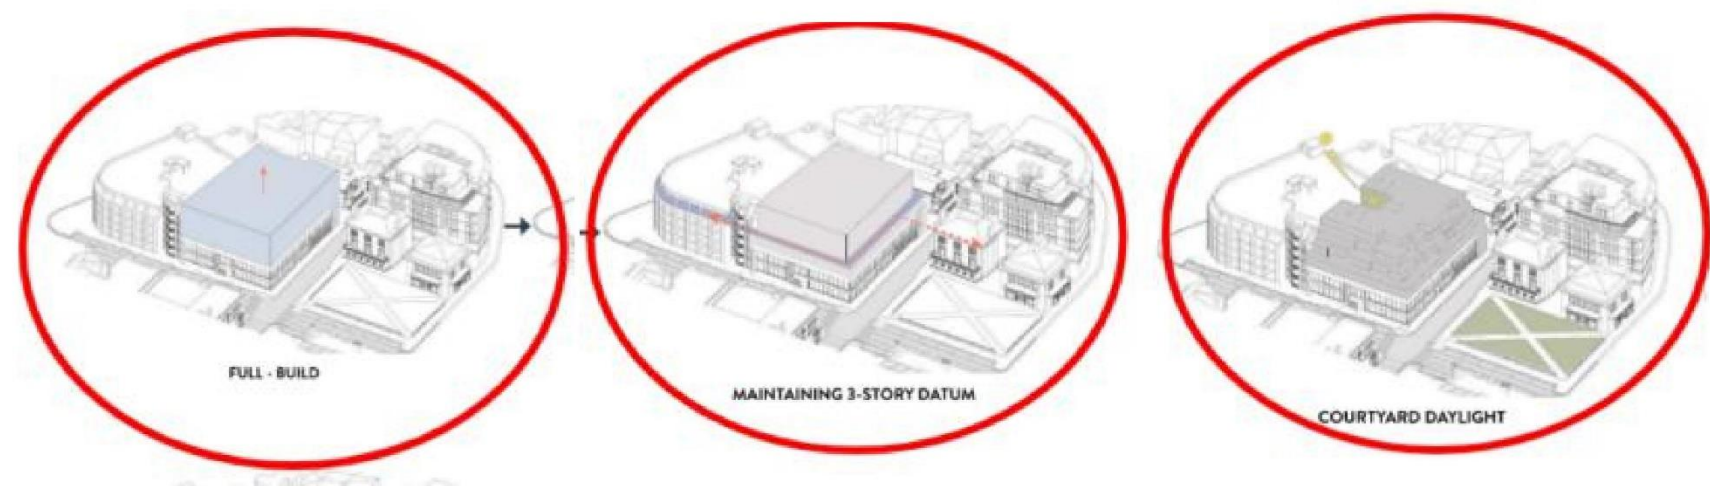 FULL - BUILD
MAINTAINING 3-STORY DATUM
COURTYARD DAYLIGHT